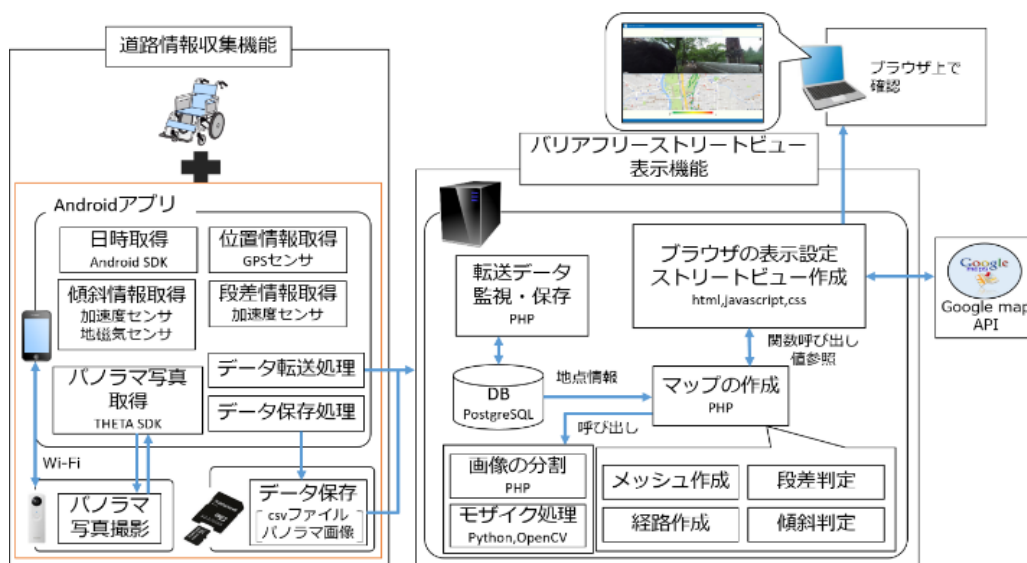 道路情報収集機能
Androidアプリ
日時取得
Android SDK
位置情報取得
GPSセンサ
傾斜情報取得
加速度センサ
地磁気センサ
段差情報取得
加速度センサ
パノラマ写真
取得
THETA SDK
データ転送処理
データ保存処理
Wi-Fi
パノラマ
写真撮影
データ保存
csvファイル
パノラマ画像
ブラウザ上で
確認
バリアフリーストリートビュー
表示機能
転送データ
監視・保存
PHP
ブラウザの表示設定
ストリートビュー作成
html,javascript,css
Google
Google map
API
関数呼び出し
値参照
DB
PostgreSQL
地点情報
マップの作成
PHP
呼び出し
画像の分割
PHP
モザイク処理
Python,OpenCV
メッシュ作成
段差判定
経路作成
傾斜判定